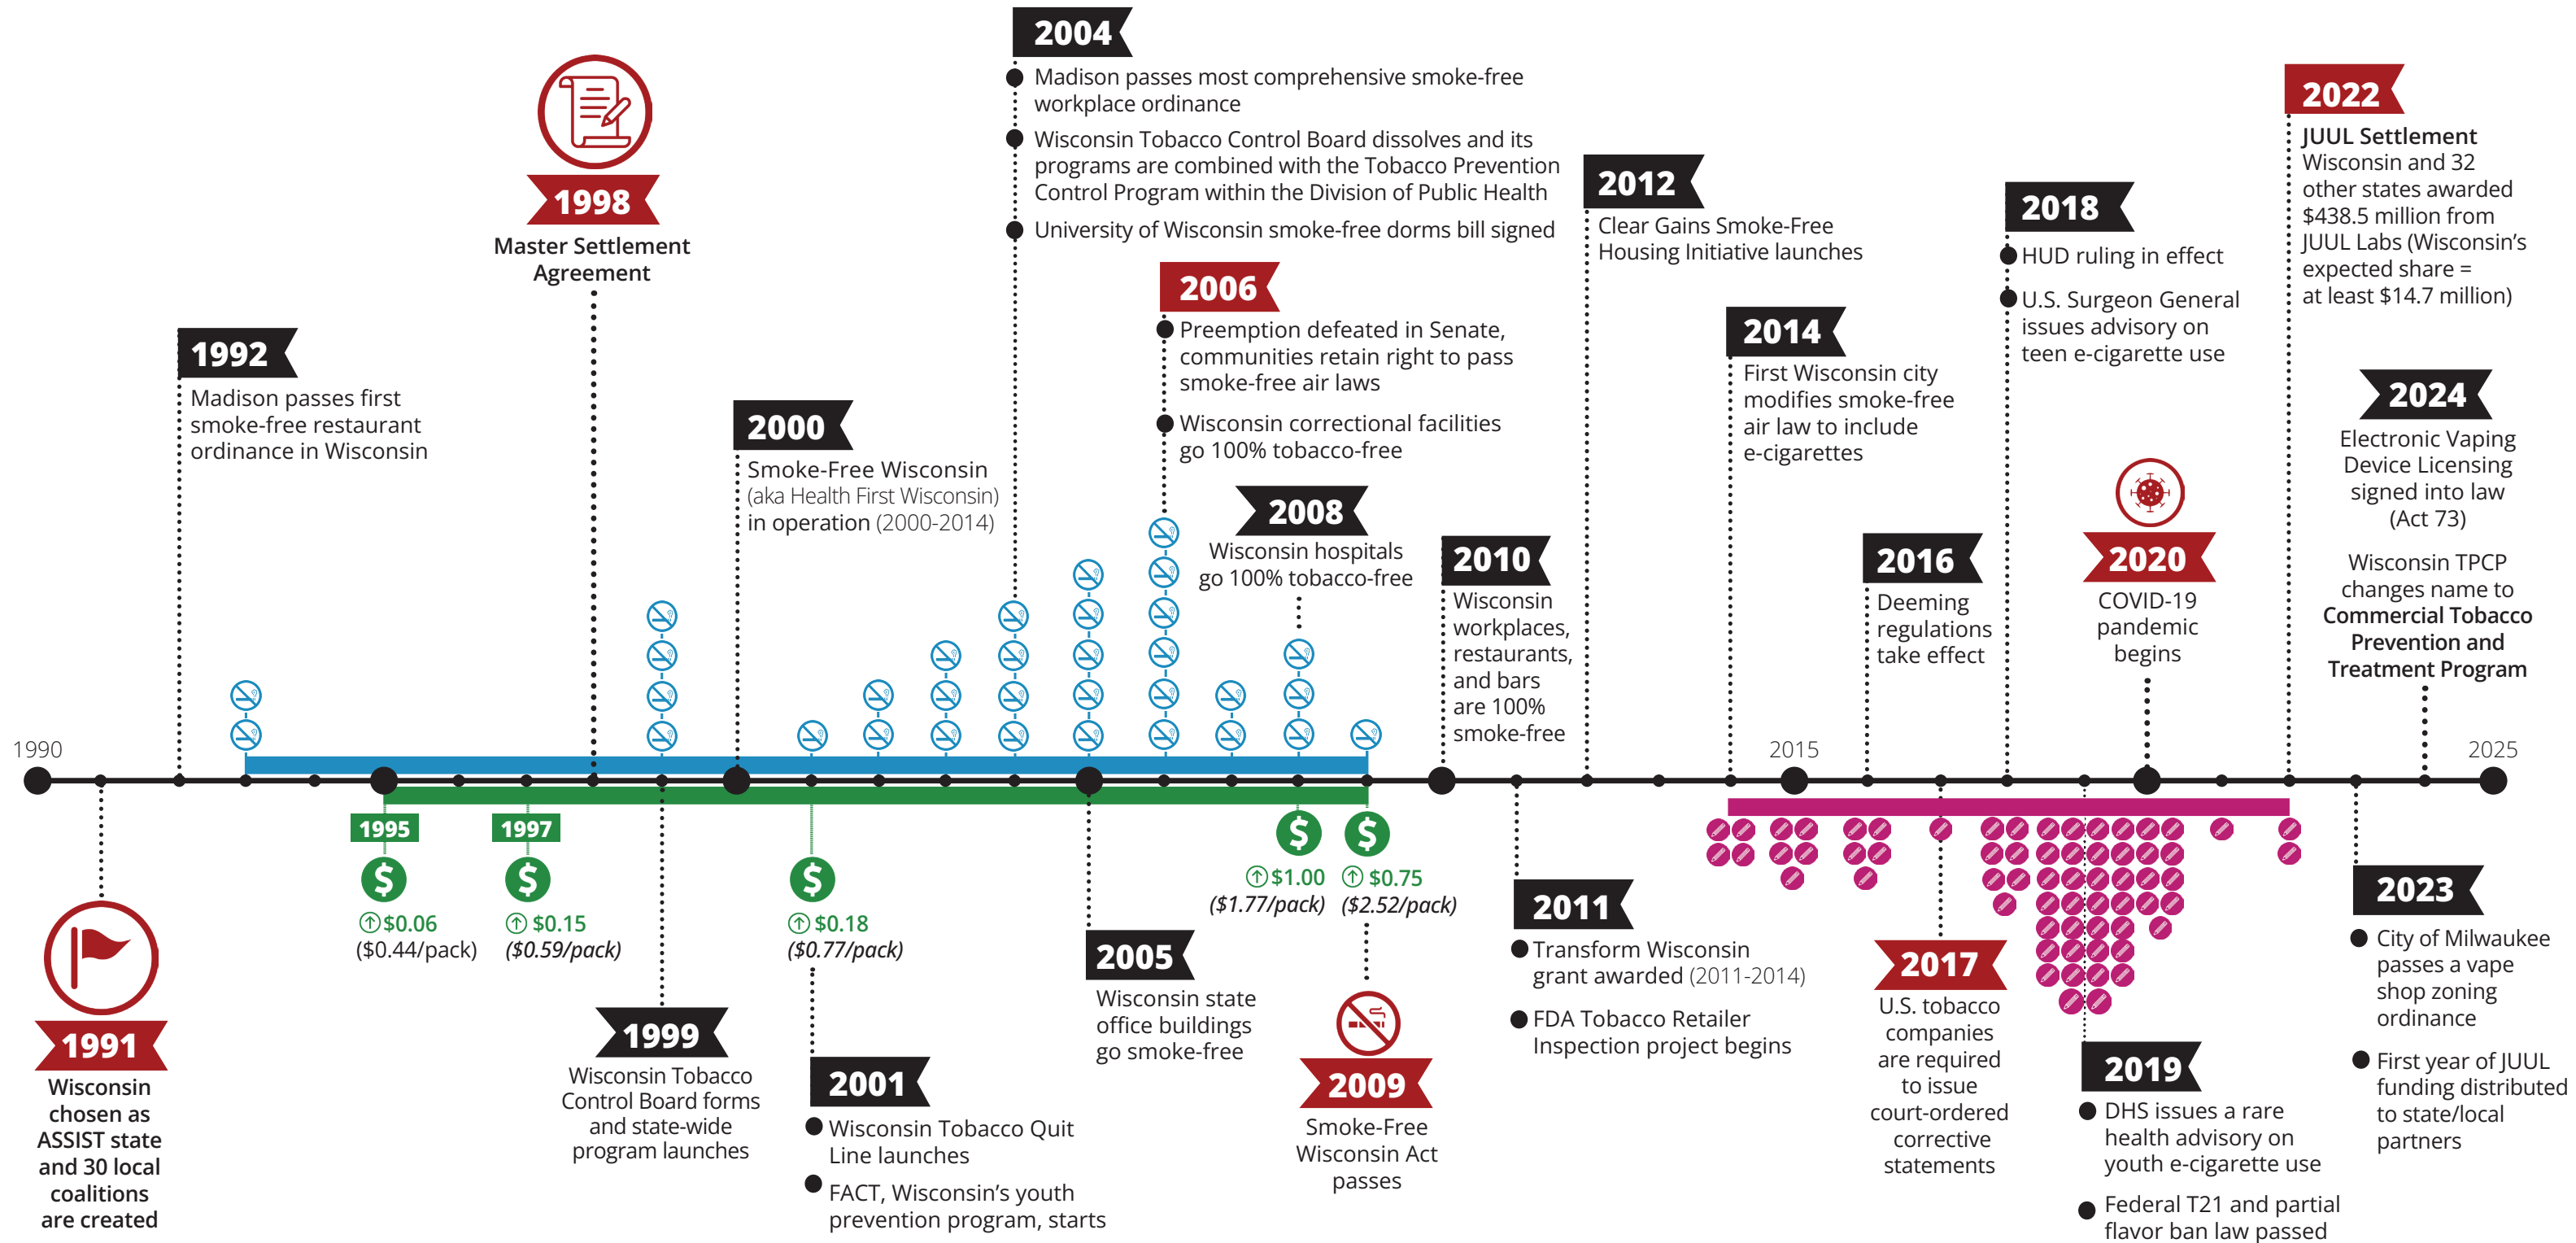 2004
Madison passes most comprehensive smoke-free
workplace ordinance
Wisconsin Tobacco Control Board dissolves and its
programs are combined with the Tobacco Prevention
Control Program within the Division of Public Health
University of Wisconsin smoke-free dorms bill signed
1998
Master Settlement
Agreement
2022
JUUL Settlement
Wisconsin and 32
other states awarded
$438.5 million from
JUUL Labs (Wisconsin’s
expected share =
at least $14.7 million)
2012
Clear Gains Smoke-Free
Housing Initiative launches
2018
HUD ruling in effect
U.S. Surgeon General
issues advisory on
teen e-cigarette use
2006
Preemption defeated in Senate,
communities retain right to pass
smoke-free air laws
Wisconsin correctional facilities
go 100% tobacco-free
1992
Madison passes first
smoke-free restaurant
ordinance in Wisconsin
2014
First Wisconsin city
modifies smoke-free
air law to include
e-cigarettes
2024
Electronic Vaping
Device Licensing
signed into law
(Act 73)
Wisconsin TPCP
changes name to
Commercial Tobacco
Prevention and
Treatment Program
2000
Smoke-Free Wisconsin
(aka Health First Wisconsin)
in operation (2000-2014)
2008
Wisconsin hospitals
go 100% tobacco-free
2010
Wisconsin
workplaces,
restaurants,
and bars
are 100%
smoke-free
2016
Deeming
regulations
take effect
2020
COVID-19
pandemic
begins
1990
2015
2025
1995
$0.06
($0.44/pack)
1997
$0.15
($0.59/pack)
$0.18
($0.77/pack)
$1.00
($1.77/pack)
$0.75
($2.52/pack)
1991
Wisconsin
chosen as
ASSIST state
and 30 local
coalitions
are created
1999
Wisconsin Tobacco
Control Board forms
and state-wide
program launches
2001
Wisconsin Tobacco Quit
Line launches
FACT, Wisconsin’s youth
prevention program, starts
2005
Wisconsin state
office buildings
go smoke-free
2009
Smoke-Free
Wisconsin Act
passes
2011
Transform Wisconsin
grant awarded (2011-2014)
FDA Tobacco Retailer
Inspection project begins
2017
U.S. tobacco
companies
are required
to issue
court-ordered
corrective
statements
2019
DHS issues a rare
health advisory on
youth e-cigarette use
Federal T21 and partial
flavor ban law passed
2023
City of Milwaukee
passes a vape
shop zoning
ordinance
First year of JUUL
funding distributed
to state/local
partners